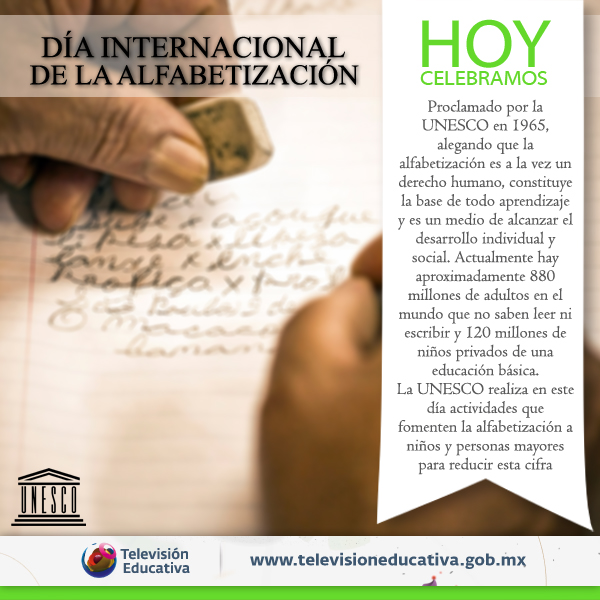 DÍA INTERNACIONAL
DE LA ALFABETIZACIÓN
HOY
CELEBRAMOS
Proclamado por la
UNESCO en 1965,
alegando que la
alfabetización es a la vez un
derecho humano, constituye
la base de todo aprendizaje
y es un medio de alcanzar el
desarrollo individual y
social. Actualmente hay
aproximadamente 880
millones de adultos en el
mundo que no saben leer ni
escribir y 120 millones de
niños privados de una
educación básica.
La UNESCO realiza en este
día actividades que
fomenten la alfabetización a
niños y personas mayores
para reducir esta cifra
UNESCO
Televisión
Educativa
www.televisioneducativa.gob.mx